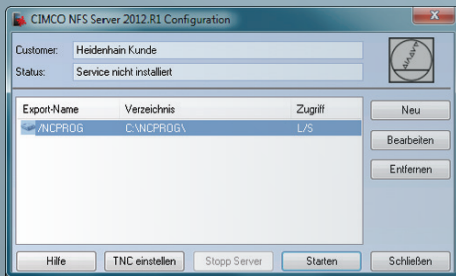 CIMCO NFS Server 2012.R1 Configuration
Customer: Heidenhain Kunde
Status: Service nicht installiert
Export-Name Verzeichnis Zugriff
/NCPROG C:\NCPROG\ L/S
Neu
Bearbeiten
Entfernen
Hilfe TNC einstellen Stopp Server Starten Schließen